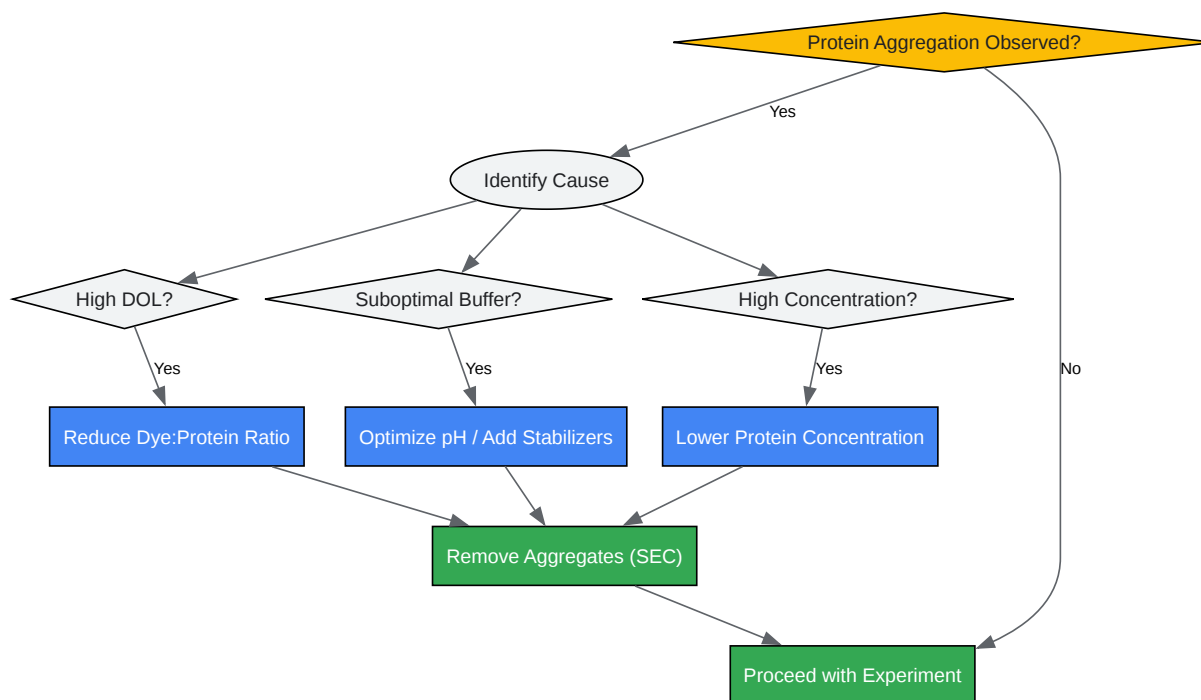 Protein Aggregation Observed?
Yes
Identify Cause
High DOL?
Suboptimal Buffer?
High Concentration?
Yes
Yes
Yes
No
Reduce Dye:Protein Ratio
Optimize pH / Add Stabilizers
Lower Protein Concentration
Remove Aggregates (SEC)
Proceed with Experiment